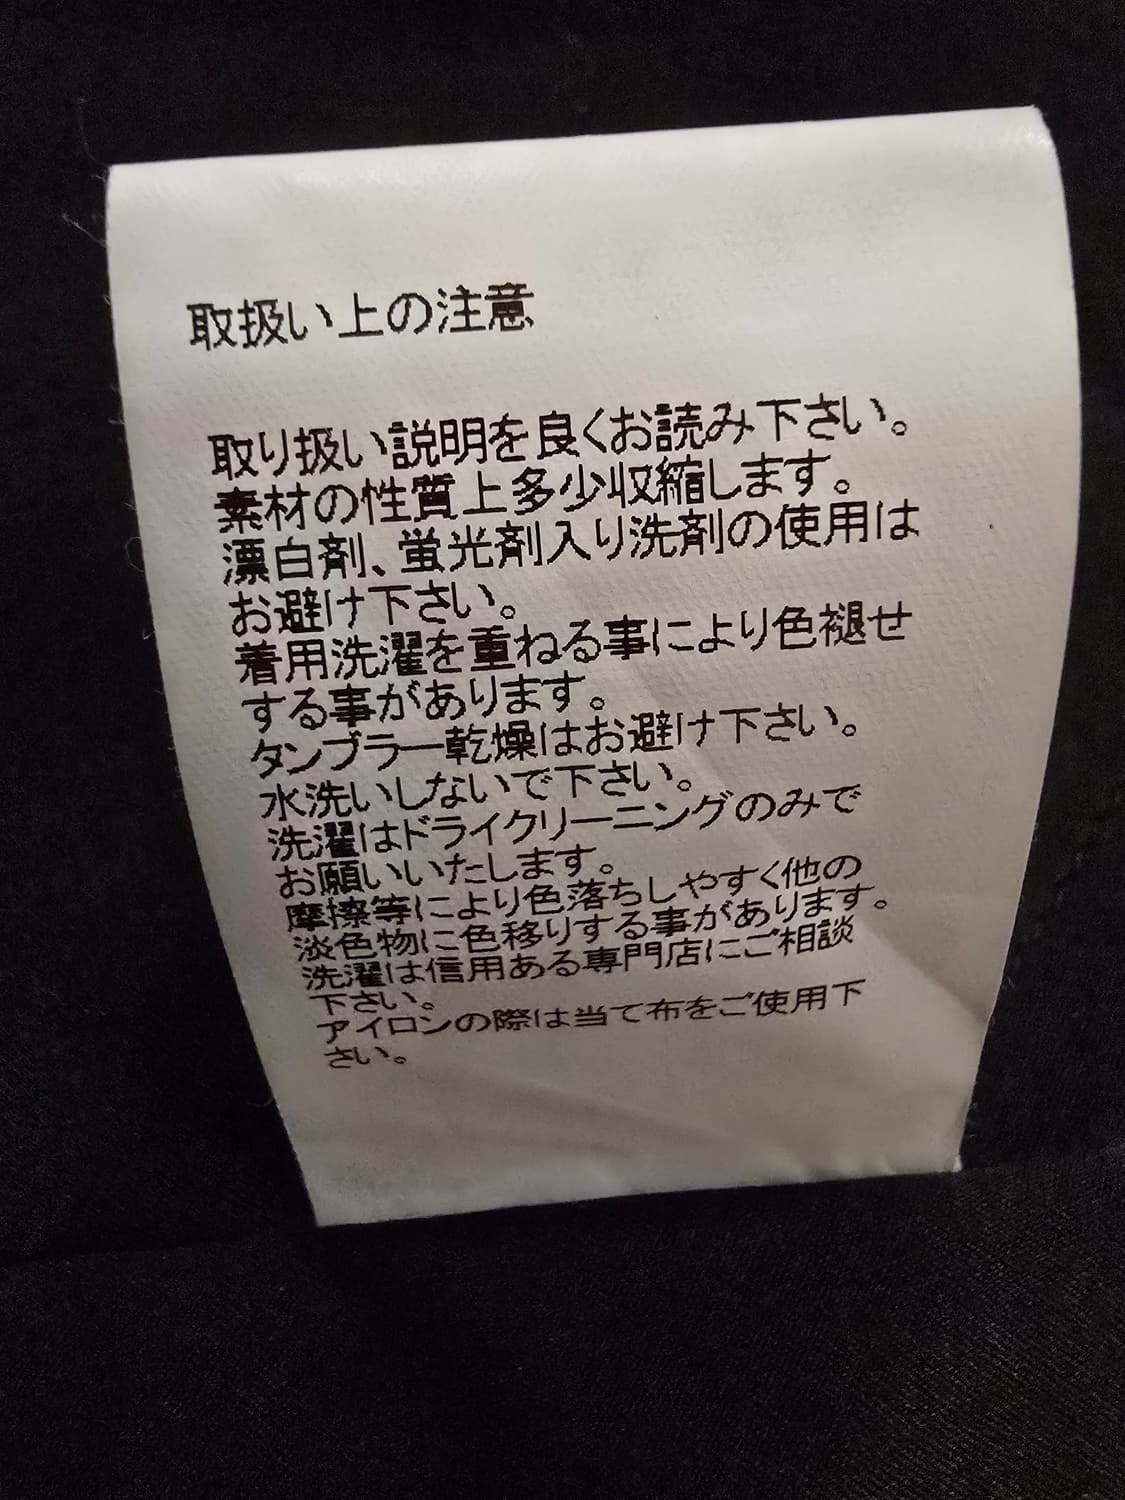 取扱い上の注意
取り扱い説明を良くお読み下さい。
素材の性質上多少収縮します。
漂白剤、蛍光剤入り洗剤の使用は
お避け下さい。
着用洗濯を重ねる事により色褪せ
する事があります。
タンブラー乾燥はお避け下さい。
水洗いしないで下さい。
洗濯はドライクリーニングのみで
お願いいたします。
摩擦等により色落ちしやすく他の
淡色物に色移りする事があります。
洗濯は信用ある専門店にご相談
下さい。
アイロンの際は当て布をご使用下
さい。